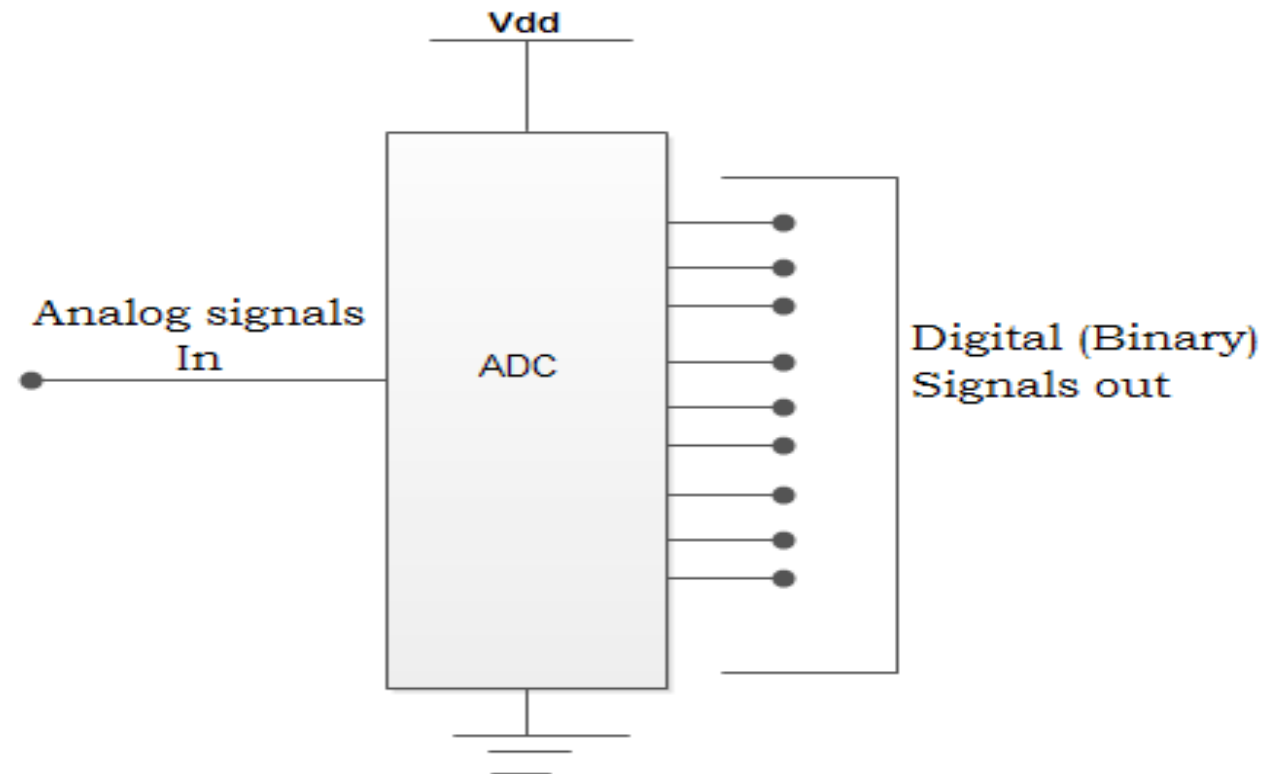 Vdd
Analog signals
In
ADC
Digital (Binary)
Signals out